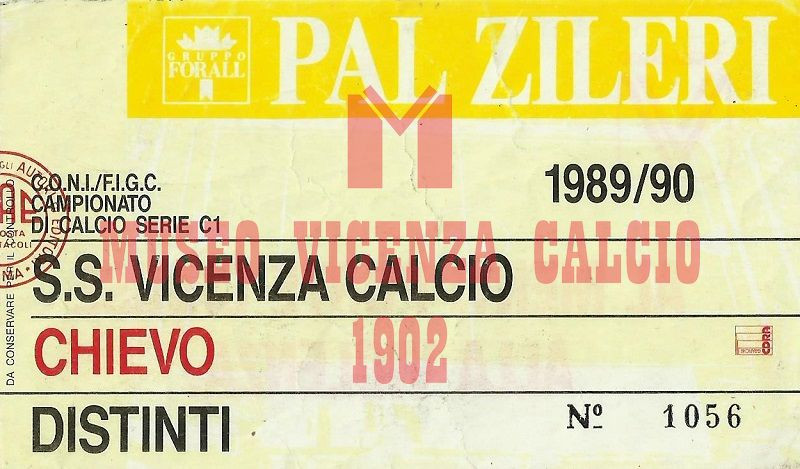 GRUPPO
FORALL
PAL ZILERI
C.O.N.I./F.I.G.C.
CAMPIONATO
DI CALCIO SERIE C1
1989/90
MUSEO VICENZA CALCIO
1902
S.S. VICENZA CALCIO
CHIEVO
DISTINTI
Nº 1056
DA CONSERVARE PER IL CONTROLLO
CDRA